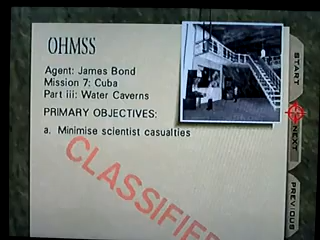 OHMSS
Agent: James Bond
Mission 7: Cuba
Part iii: Water Caverns
PRIMARY OBJECTIVES:
a. Minimise scientist casualties
CLASSIFIE
START
NEXT
PREVIOUS